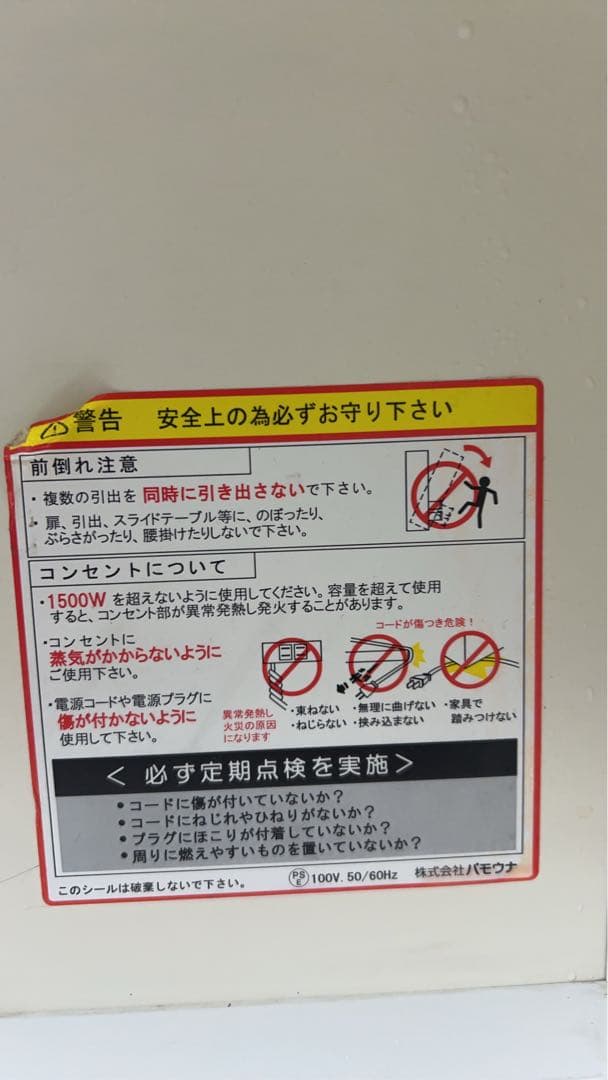 警告 安全上の為必ずお守り下さい
前倒れ注意
・複数の引出を 同時に引き出さないで下さい。
・扉、引出、スライドテーブル等に、のぼったり、
ぶらさがったり、腰掛けたりしないで下さい。
コンセントについて
・1500W を超えないように使用してください。容量を超えて使用
すると、コンセント部が異常発熱し発火することがあります。
・コンセントに
蒸気がかからないように
ご使用下さい。
・電源コードや電源プラグに
傷が付かないように
使用して下さい。
コードが傷つき危険！
異常発熱し
火災の原因
になります
・束ねない
・ねじらない
・無理に曲げない
・挟み込まない
・家具で
踏みつけない
＜ 必ず定期点検を実施＞
●コードに傷が付いていないか？
●コードにねじれやひねりがないか？
●プラグにほこりが付着していないか？
●周りに燃えやすいものを置いていないか？
このシールは破棄しないで下さい。 PS E 100V. 50/60Hz 株式会社パモウナ